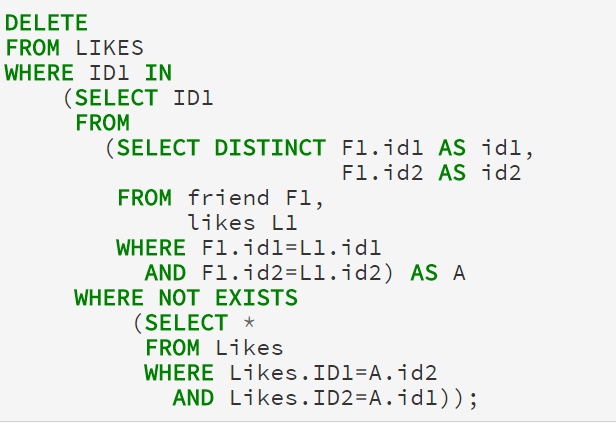 DELETE
FROM LIKES
WHERE ID1 IN
(SELECT ID1
FROM
(SELECT DISTINCT F1.id1 AS id1,
F1.id2 AS id2
FROM friend F1,
likes L1
WHERE F1.id1=L1.id1
AND F1.id2=L1.id2) AS A
WHERE NOT EXISTS
(SELECT *
FROM Likes
WHERE Likes.ID1=A.id2
AND Likes.ID2=A.id1));